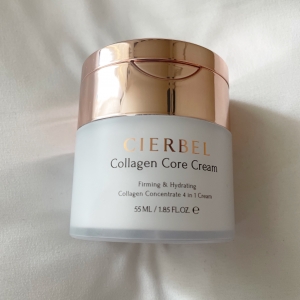 CIERBEL
Collagen Core Cream
Firming & Hydrating
Collagen Concentrate 4 in 1 Cream
55 ML / 1.85 FL.OZ. ℮